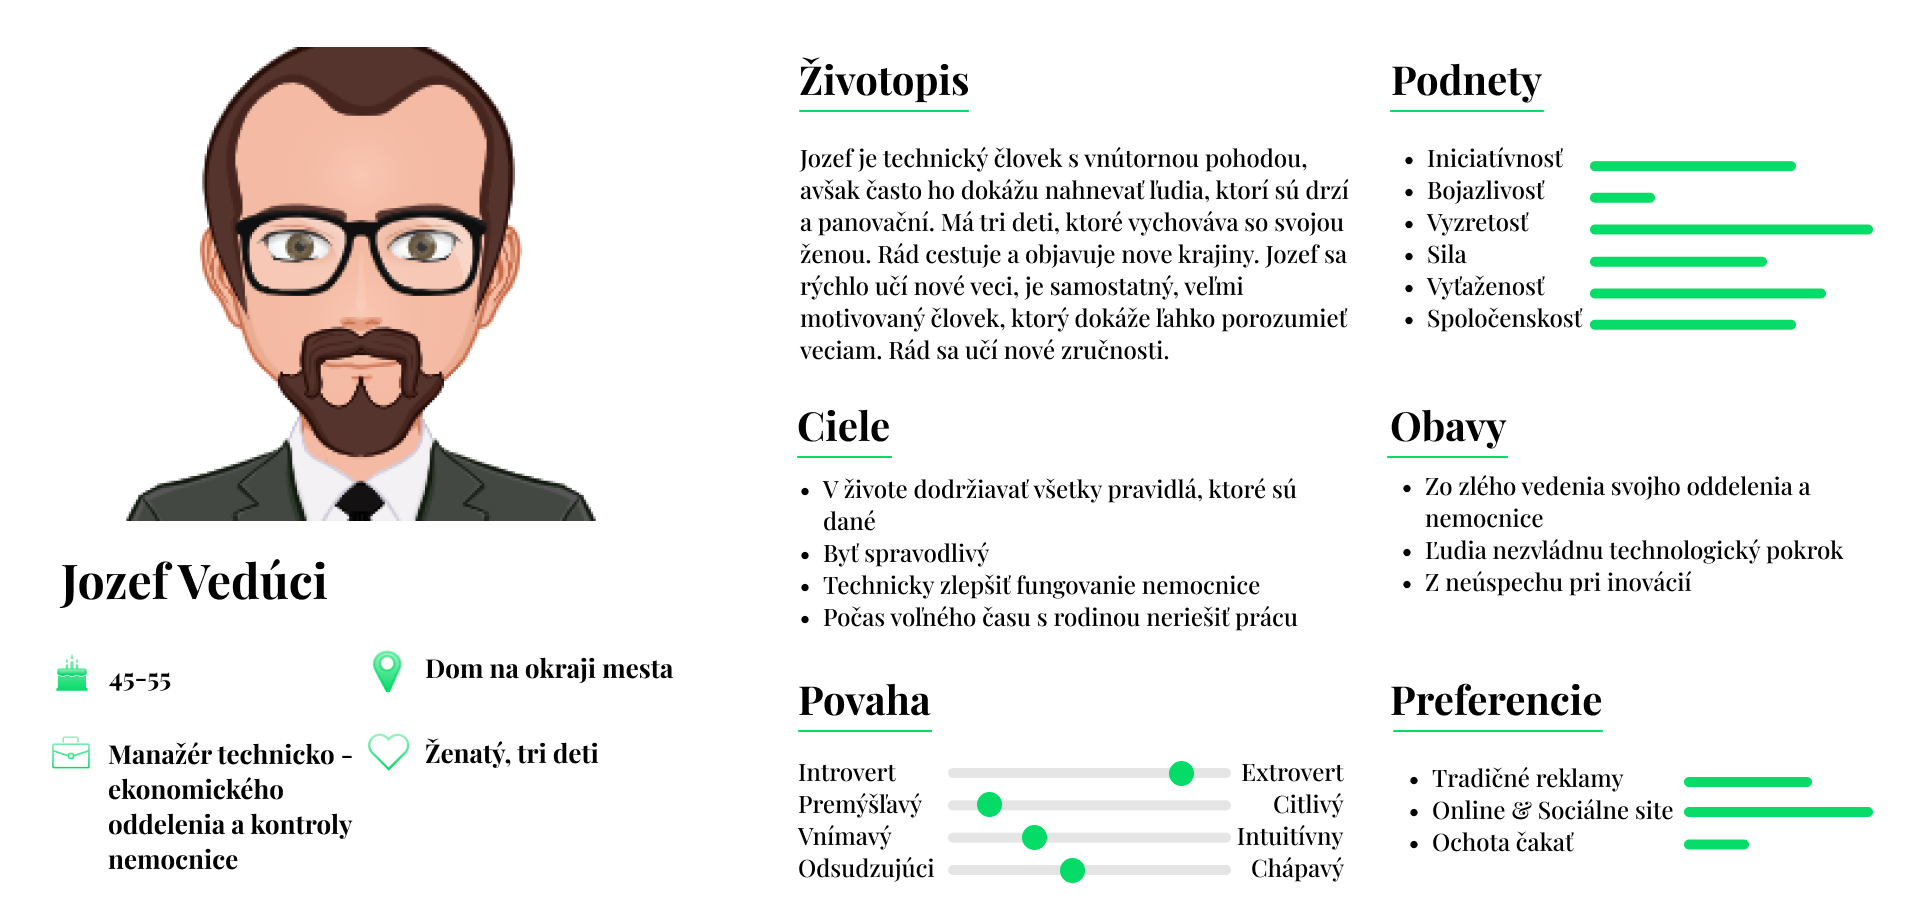 Jozef Vedúci
45-55
Dom na okraji mesta
Manažér technicko -
ekonomického
oddelenia a kontroly
nemocnice
Ženatý, tri deti
Životopis
Jozef je technický človek s vnútornou pohodou,
avšak často ho dokážu nahnevať ľudia, ktorí sú drzí
a panovační. Má tri deti, ktoré vychováva so svojou
ženou. Rád cestuje a objavuje nove krajiny. Jozef sa
rýchlo učí nové veci, je samostatný, veľmi
motivovaný človek, ktorý dokáže ľahko porozumieť
veciam. Rád sa učí nové zručnosti.
Ciele
• V živote dodržiavať všetky pravidlá, ktoré sú
dané
• Byť spravodlivý
• Technicky zlepšiť fungovanie nemocnice
• Počas voľného času s rodinou neriešiť prácu
Povaha
Introvert Extrovert
Premýšľavý Citlivý
Vnímavý Intuitívny
Odsudzujúci Chápavý
Podnety
• Iniciatívnosť
• Bojazlivosť
• Vyzretosť
• Sila
• Vyťaženosť
• Spoločenskosť
Obavy
• Zo zlého vedenia svojho oddelenia a
nemocnice
• Ľudia nezvládnu technologický pokrok
• Z neúspechu pri inovácií
Preferencie
• Tradičné reklamy
• Online & Sociálne site
• Ochota čakať